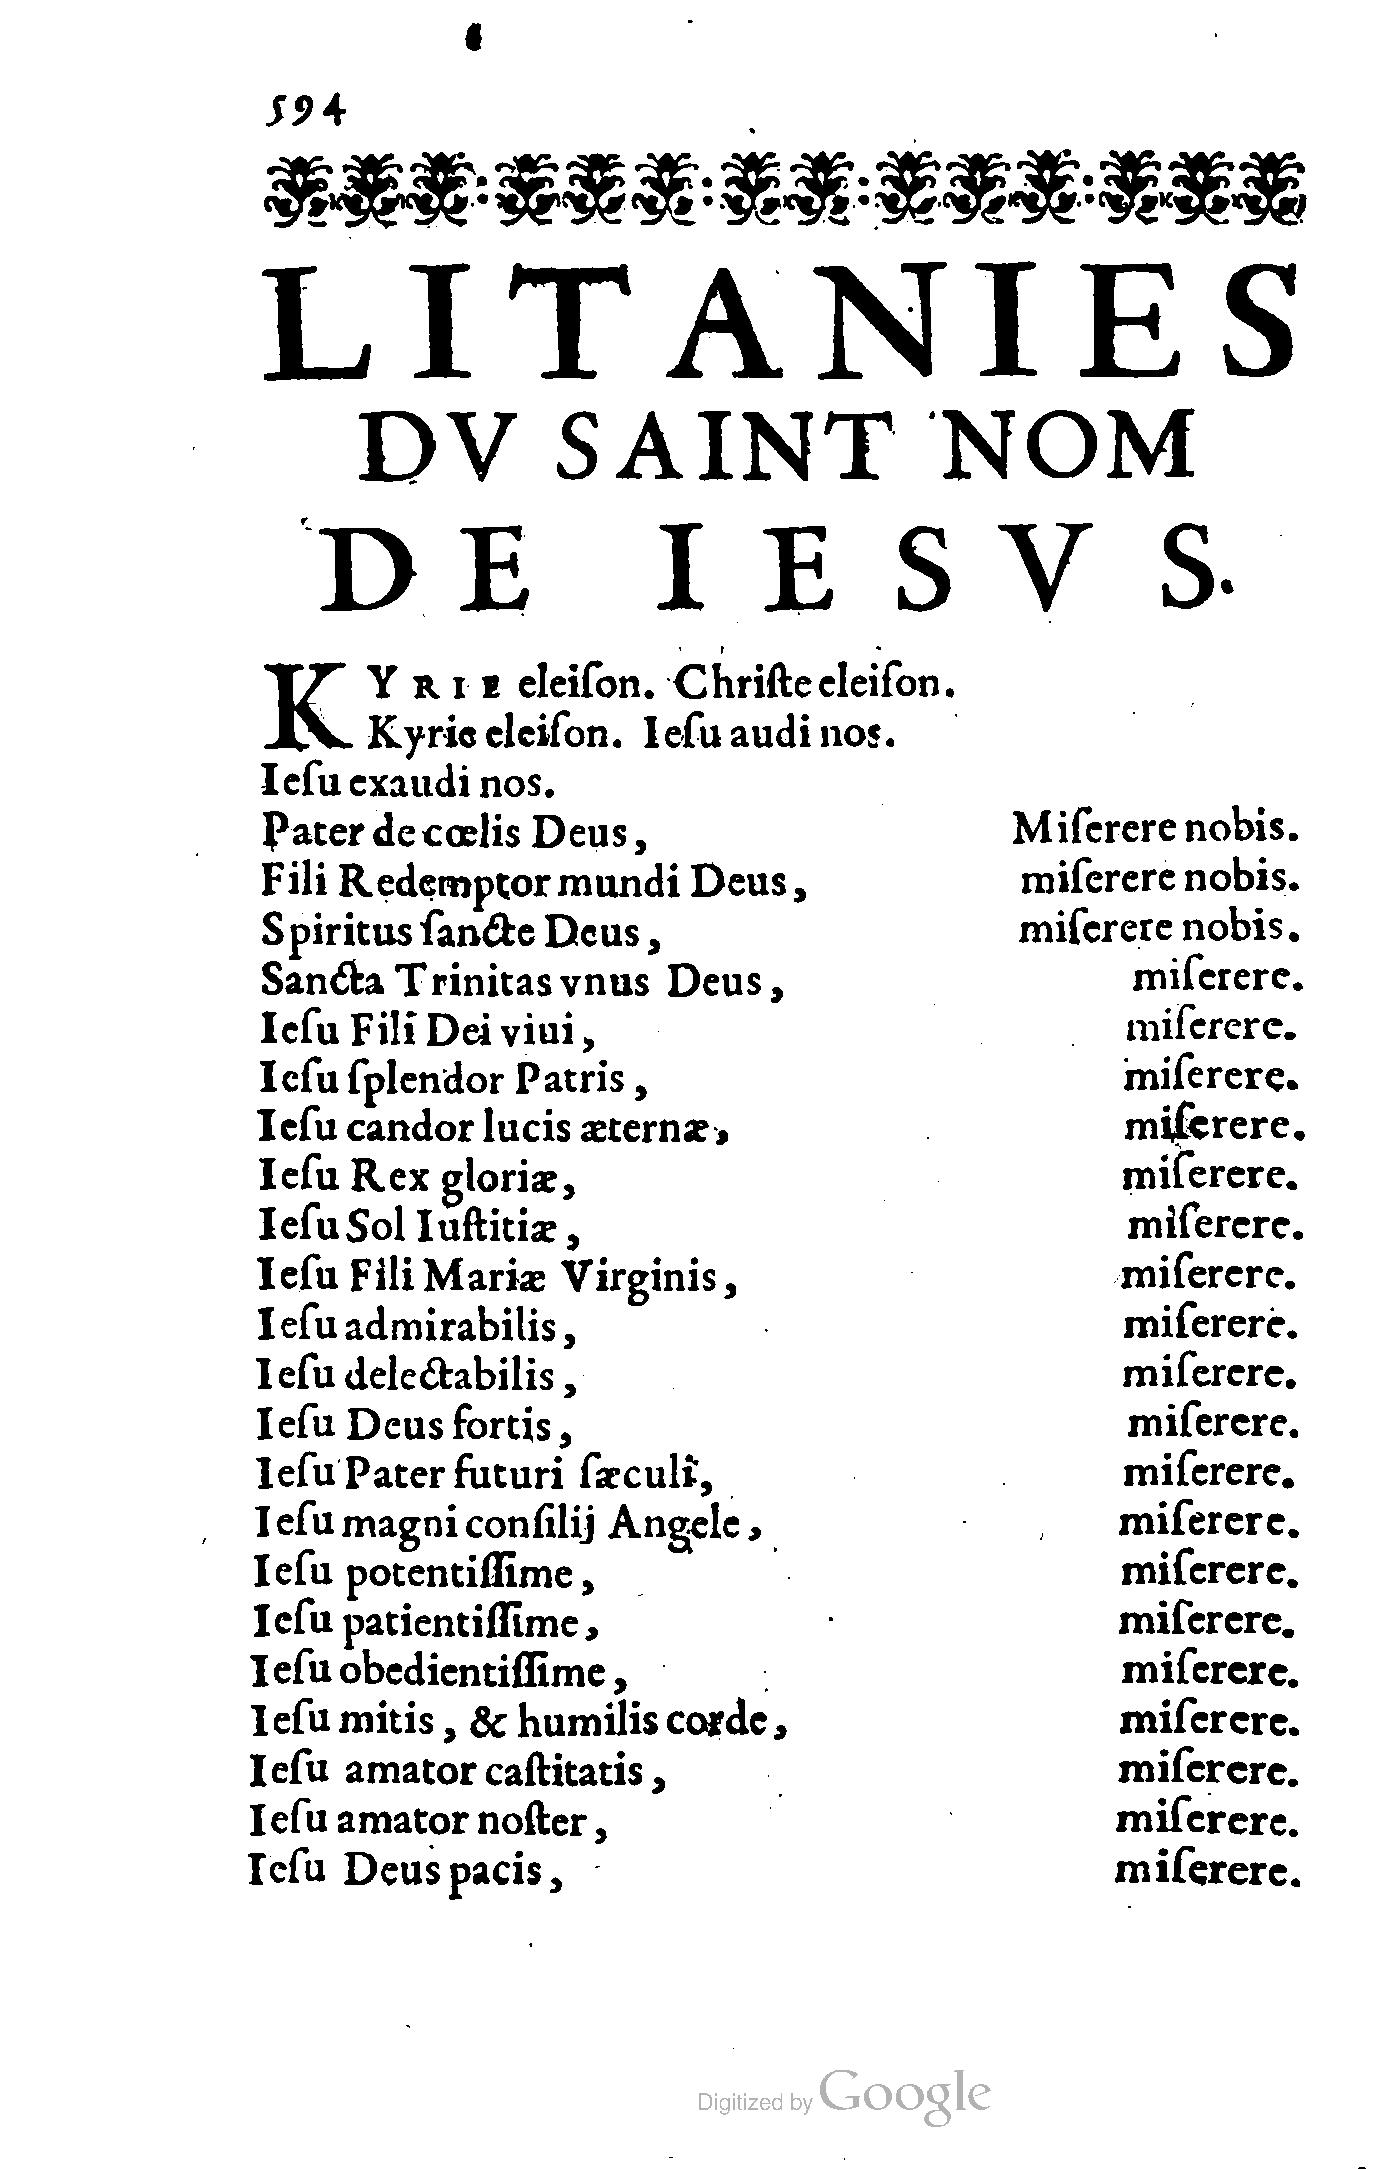 594
LITANIES
DV SAINT NOM
DE IESVS.
KYRIE eleiſon. Chriſte eleiſon.
Kyrie eleiſon. Ieſu audi nos.
Ieſu exaudi nos.
Pater de cœlis Deus, Miſerere nobis.
Fili Redemptor mundi Deus, miſerere nobis.
Spiritus ſancte Deus, miſerere nobis.
Sancta Trinitas vnus Deus, miſerere.
Ieſu Fili Dei viui, miſerere.
Ieſu ſplendor Patris, miſerere.
Ieſu candor lucis æternæ, miſerere.
Ieſu Rex gloriæ, miſerere.
Ieſu Sol Iuſtitiæ, miſerere.
Ieſu Fili Mariæ Virginis, miſerere.
Ieſu admirabilis, miſerere.
Ieſu delectabilis, miſerere.
Ieſu Deus fortis, miſerere.
Ieſu Pater futuri ſæculi, miſerere.
Ieſu magni conſilij Angele, miſerere.
Ieſu potentiſſime, miſerere.
Ieſu patientiſſime, miſerere.
Ieſu obedientiſſime, miſerere.
Ieſu mitis, & humilis corde, miſerere.
Ieſu amator caſtitatis, miſerere.
Ieſu amator noſter, miſerere.
Ieſu Deus pacis, miſerere.
Digitized by Google